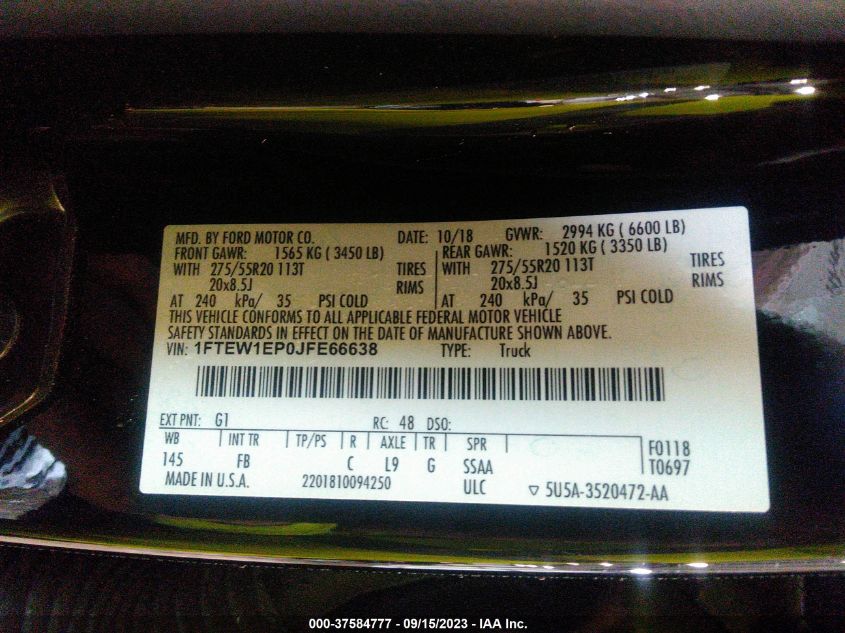 MFD. BY FORD MOTOR CO. DATE: 10/18 GVWR: 2994 KG ( 6600 LB)
FRONT GAWR: 1565 KG ( 3450 LB) REAR GAWR: 1520 KG ( 3350 LB)
WITH 275/55R20 113T TIRES WITH 275/55R20 113T TIRES
20x8.5J RIMS 20x8.5J RIMS
AT 240 kPa/ 35 PSI COLD AT 240 kPa/ 35 PSI COLD
THIS VEHICLE CONFORMS TO ALL APPLICABLE FEDERAL MOTOR VEHICLE
SAFETY STANDARDS IN EFFECT ON THE DATE OF MANUFACTURE SHOWN ABOVE.
VIN: 1FTEW1EP0JFE66638 TYPE: Truck
EXT PNT: G1 RC: 48 DSO:
WB INT TR TP/PS R AXLE TR SPR F0118
145 FB C L9 G SSAA T0697
MADE IN U.S.A. 2201810094250 ULC ▽ 5U5A-3520472-AA
000-37584777 - 09/15/2023 - IAA Inc.